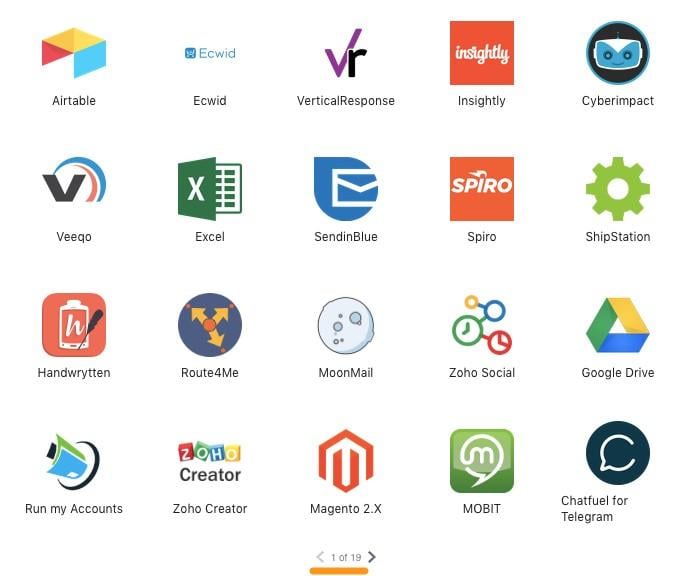 Ecwid
insightly
Airtable
Ecwid
VerticalResponse
Insightly
Cyberimpact
V
X
SPIRO
Veeqo
Excel
SendinBlue
Spiro
ShipStation
h
Handwrytten
Route4Me
MoonMail
Zoho Social
Google Drive
ZOHO
Creator
m
Run my Accounts
Zoho Creator
Magento 2.X
MOBIT
Chatfuel for
Telegram
1 of 19